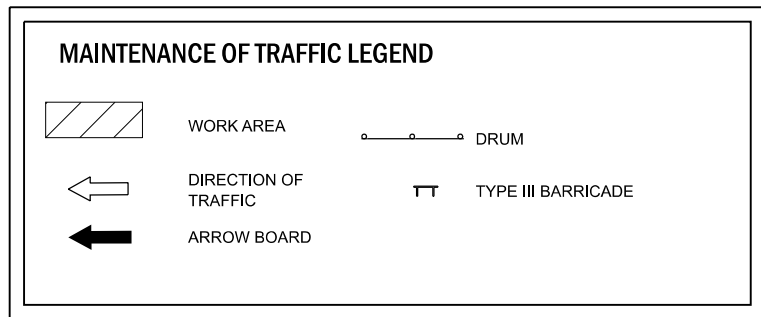 MAINTENANCE OF TRAFFIC LEGEND
WORK AREA
DIRECTION OF
TRAFFIC
ARROW BOARD
DRUM
TYPE III BARRICADE